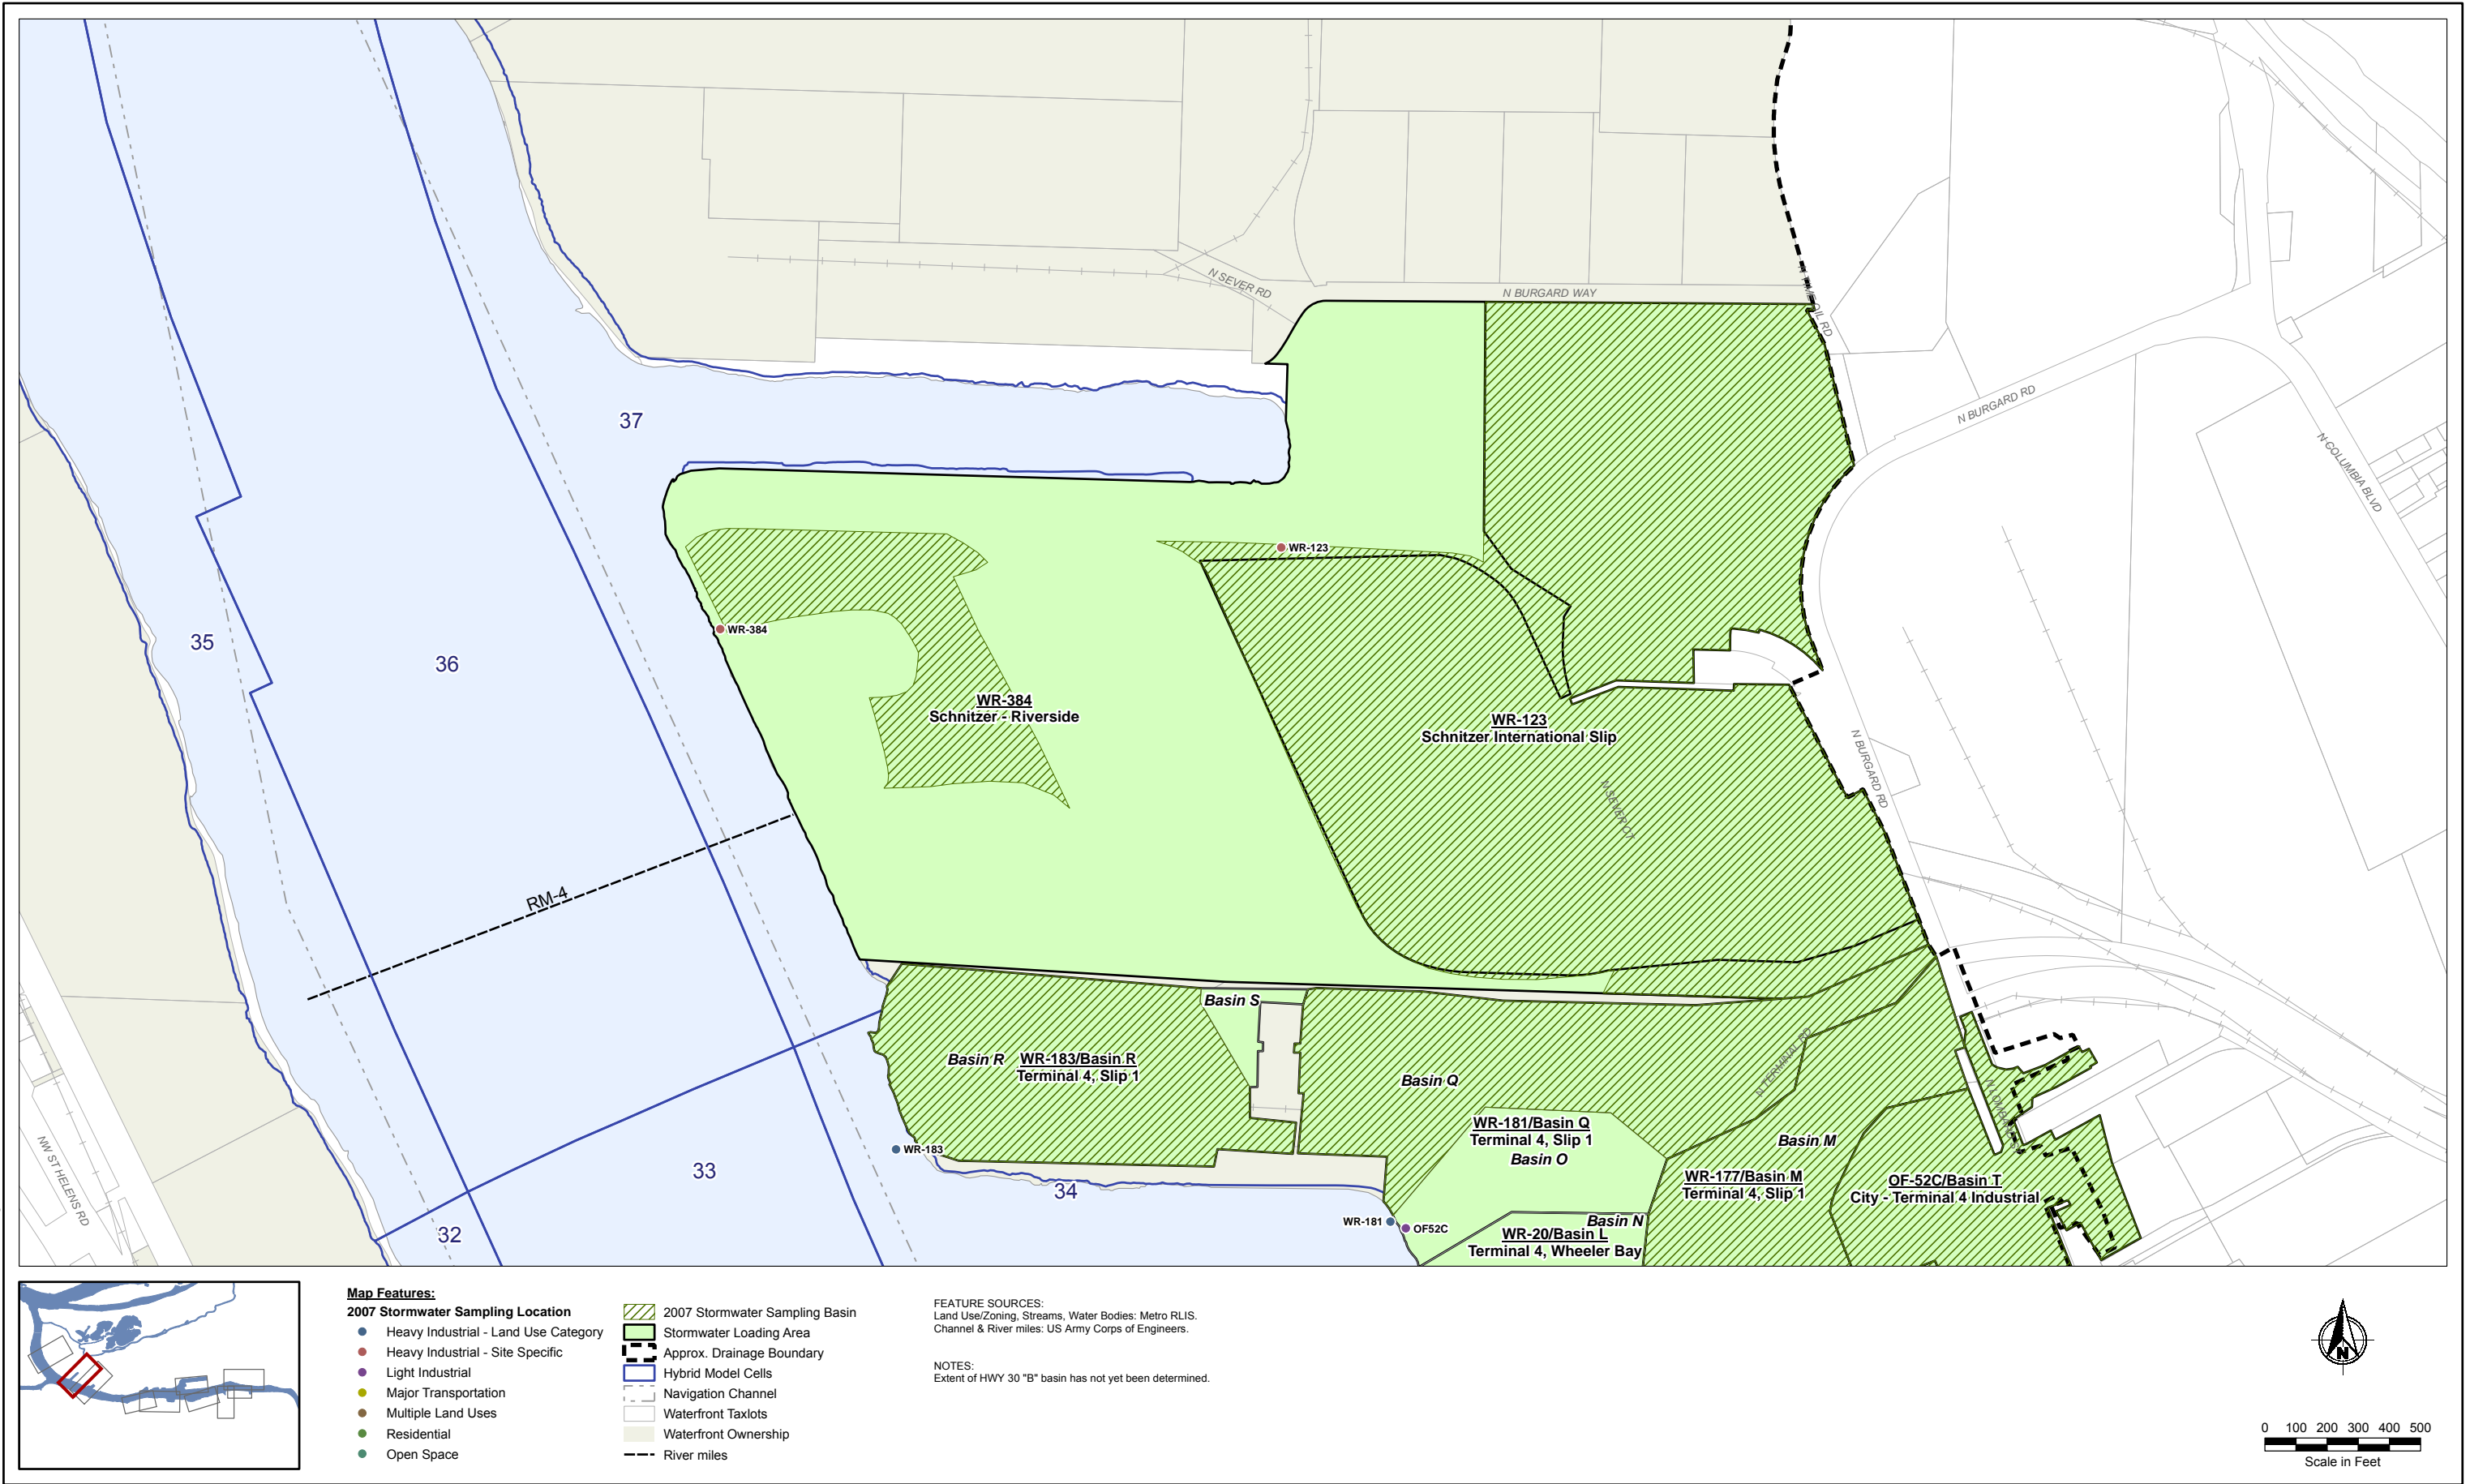 N SEVER RD
N BURGARD WAY
N BURGARD RD
N COLUMBIA BLVD
37
WR-123
35
36
WR-384
WR-384
Schnitzer - Riverside
WR-123
Schnitzer International Slip
N BURGARD RD
N SEVER CT
RM-4
Basin S
Basin R
WR-183/Basin R
Terminal 4, Slip 1
Basin Q
N TERMINAL RD
WR-181/Basin Q
Terminal 4, Slip 1
Basin O
Basin M
WR-183
33
34
WR-177/Basin M
Terminal 4, Slip 1
OF-52C/Basin T
City - Terminal 4 Industrial
NW ST HELENS RD
32
WR-181
OF52C
Basin N
WR-20/Basin L
Terminal 4, Wheeler Bay
Map Features:
2007 Stormwater Sampling Location
Heavy Industrial - Land Use Category
Heavy Industrial - Site Specific
Light Industrial
Major Transportation
Multiple Land Uses
Residential
Open Space
2007 Stormwater Sampling Basin
Stormwater Loading Area
Approx. Drainage Boundary
Hybrid Model Cells
Navigation Channel
Waterfront Taxlots
Waterfront Ownership
River miles
FEATURE SOURCES:
Land Use/Zoning, Streams, Water Bodies: Metro RLIS.
Channel & River miles: US Army Corps of Engineers.
NOTES:
Extent of HWY 30 "B" basin has not yet been determined.
N
0 100 200 300 400 500
Scale in Feet